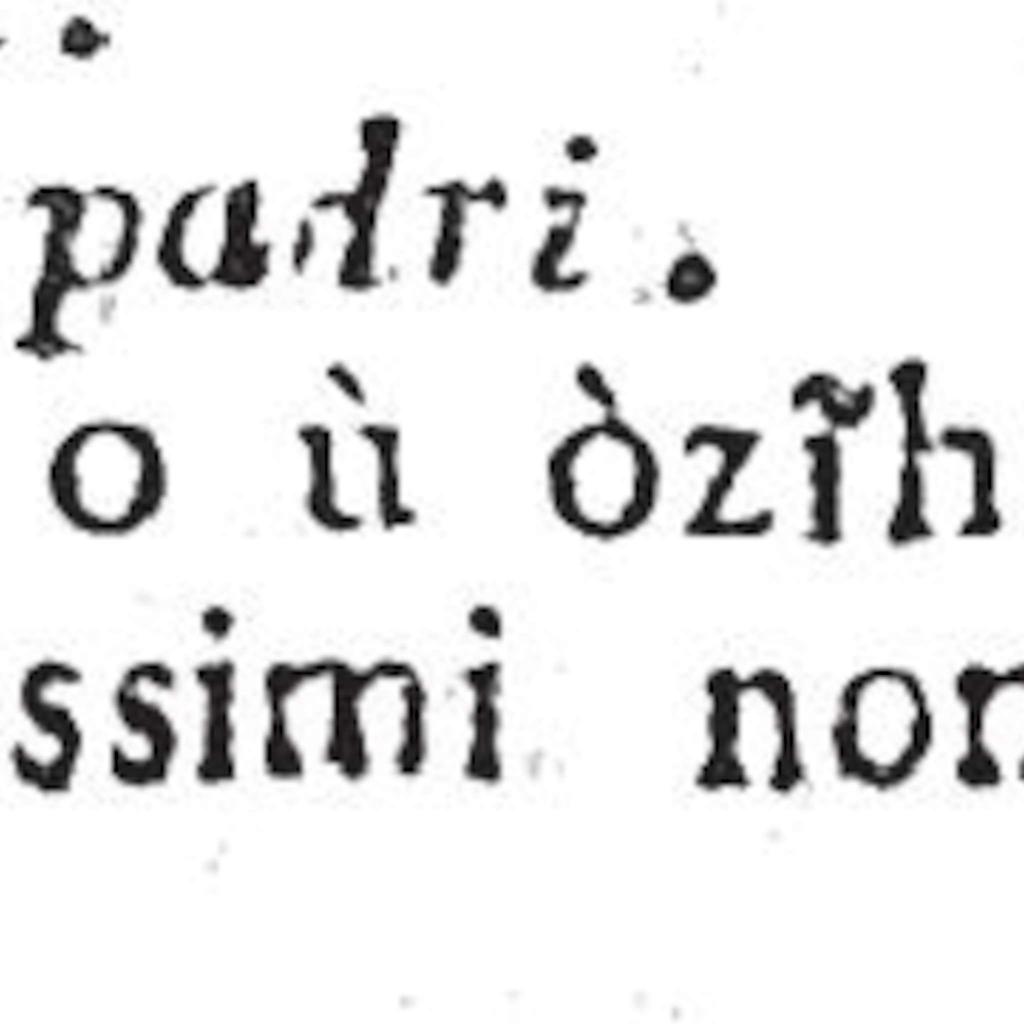 padri.
o ù òzĩh
ssimi non